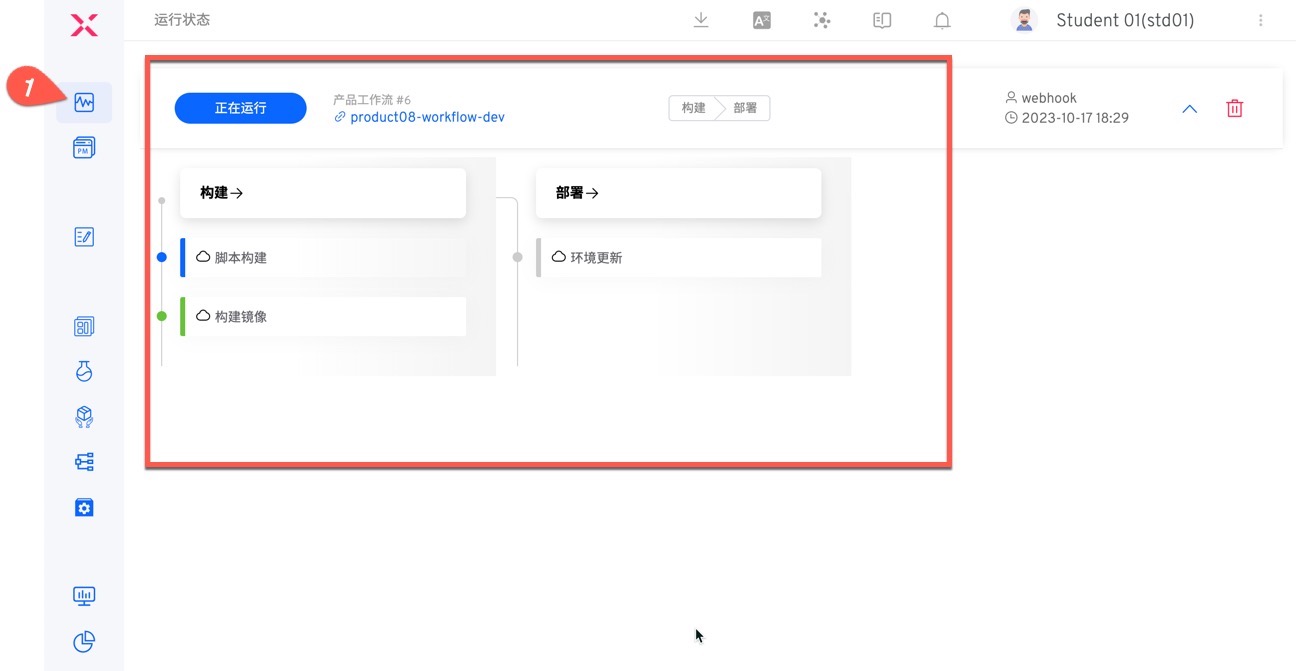 运行状态
Student 01(std01)
1
正在运行
产品工作流 #6
product08-workflow-dev
构建
部署
webhook
2023-10-17 18:29
构建→
部署→
脚本构建
环境更新
构建镜像
PM